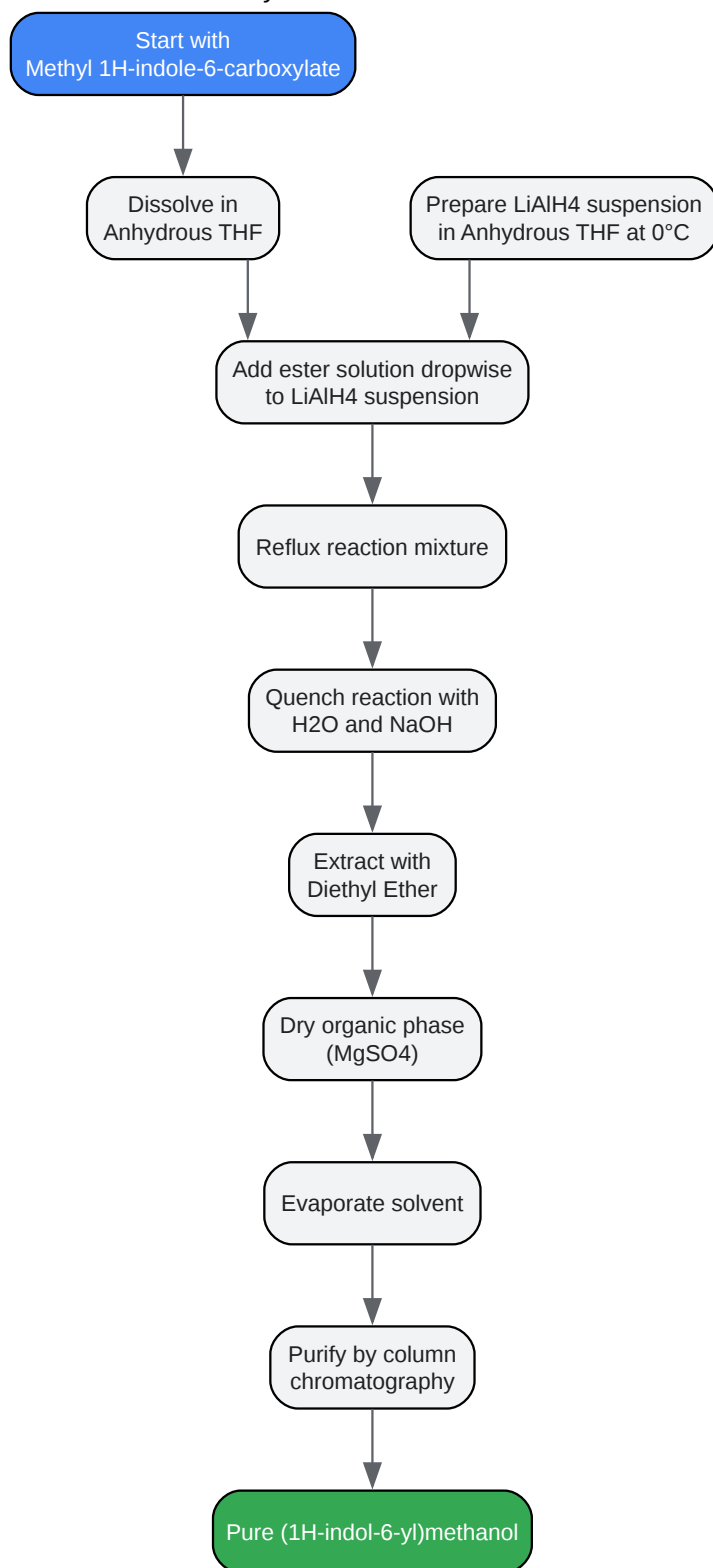 Start with
Methyl 1H-indole-6-carboxylate
Dissolve in
Anhydrous THF
Prepare LiAlH4 suspension
in Anhydrous THF at 0°C
Add ester solution dropwise
to LiAlH4 suspension
Reflux reaction mixture
Quench reaction with
H2O and NaOH
Extract with
Diethyl Ether
Dry organic phase
(MgSO4)
Evaporate solvent
Purify by column
chromatography
Pure (1H-indol-6-yl)methanol